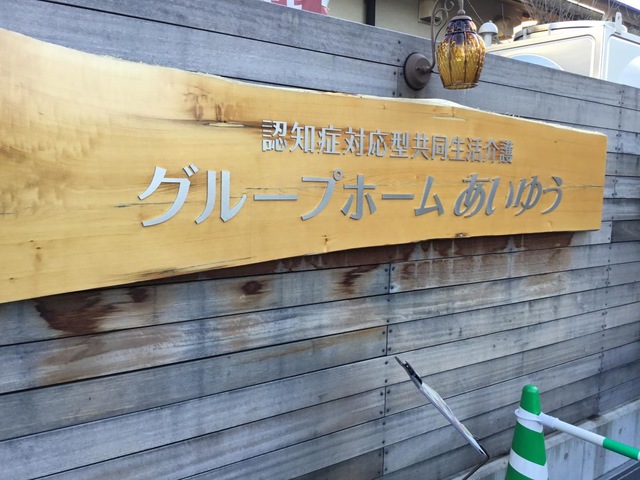 認知症対応型共同生活介護
グループホーム あいゆう